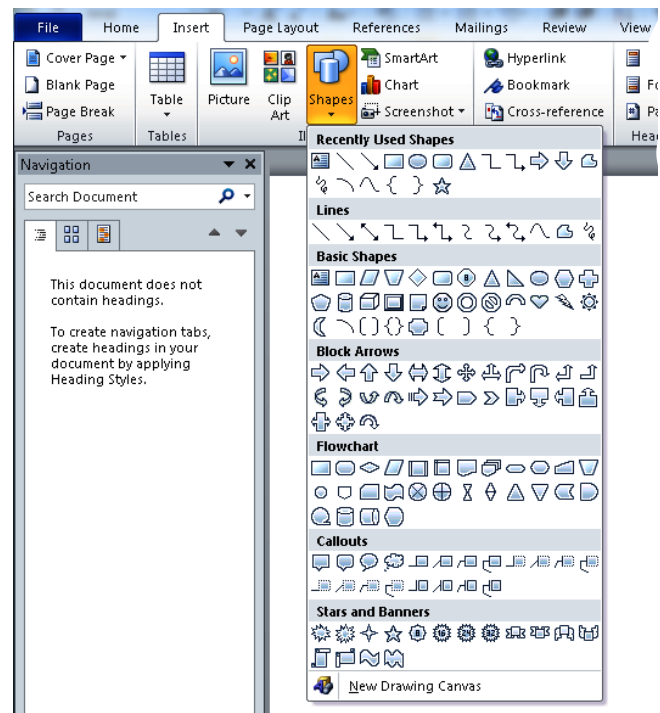 File Home Insert Page Layout References Mailings Review View
Cover Page
Blank Page
Page Break
Pages
Table
Tables
Picture
Clip Art
Shapes
SmartArt
Chart
Screenshot
Hyperlink
Bookmark
Cross-reference
Navigation
Search Document
This document does not
contain headings.
To create navigation tabs,
create headings in your
document by applying
Heading Styles.
Recently Used Shapes
Lines
Basic Shapes
Block Arrows
Flowchart
Callouts
Stars and Banners
New Drawing Canvas